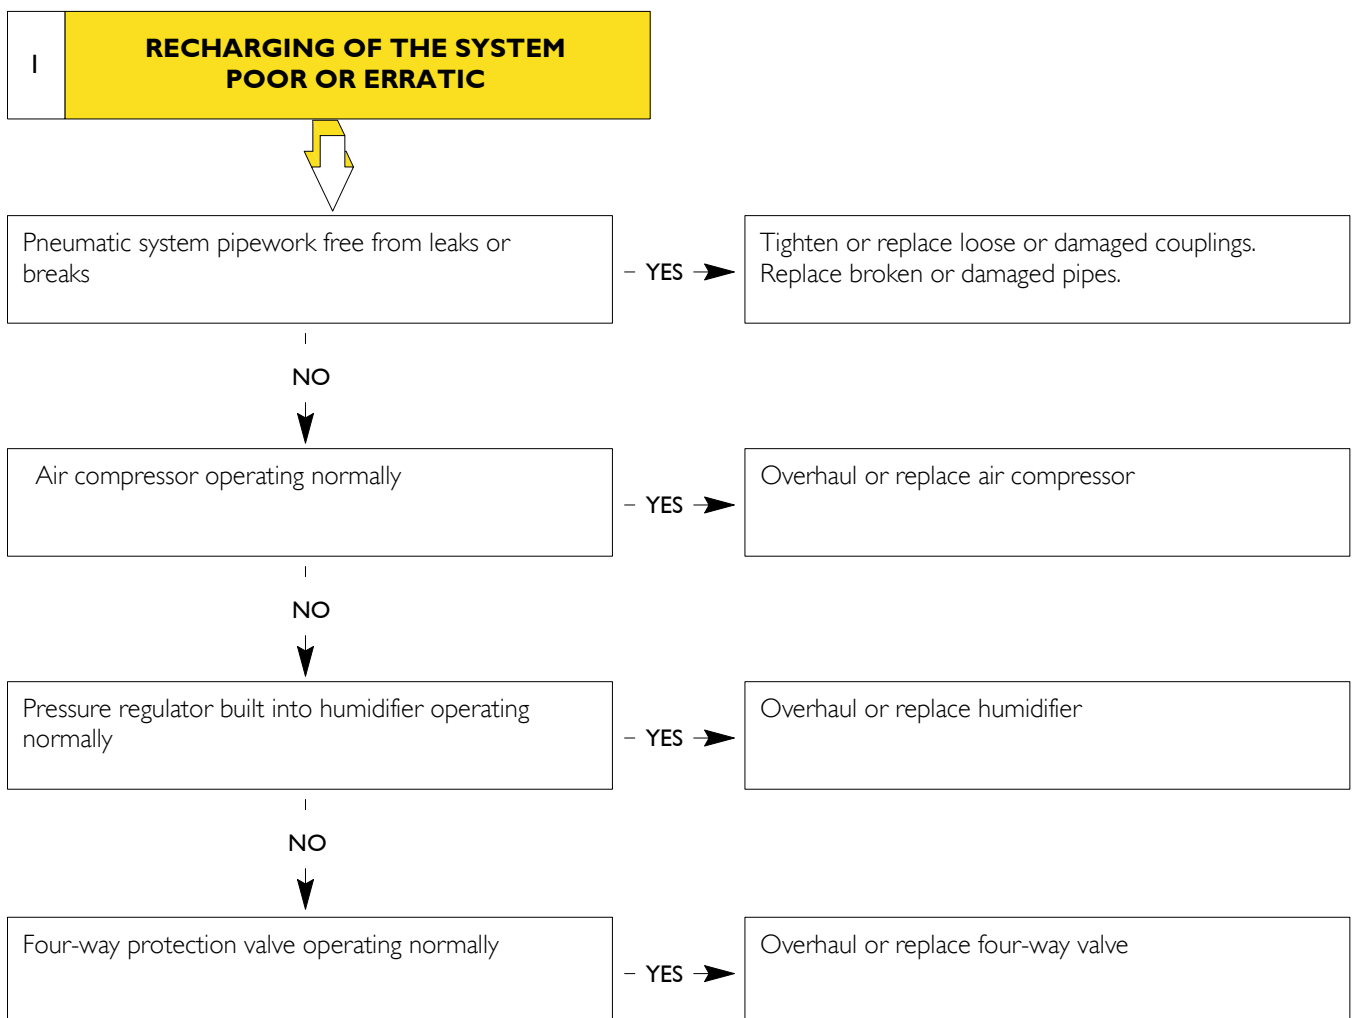 1
RECHARGING OF THE SYSTEM
POOR OR ERRATIC
Pneumatic system pipework free from leaks or
breaks
YES
Tighten or replace loose or damaged couplings.
Replace broken or damaged pipes.
NO
Air compressor operating normally
YES
Overhaul or replace air compressor
NO
Pressure regulator built into humidifier operating
normally
YES
Overhaul or replace humidifier
NO
Four-way protection valve operating normally
YES
Overhaul or replace four-way valve